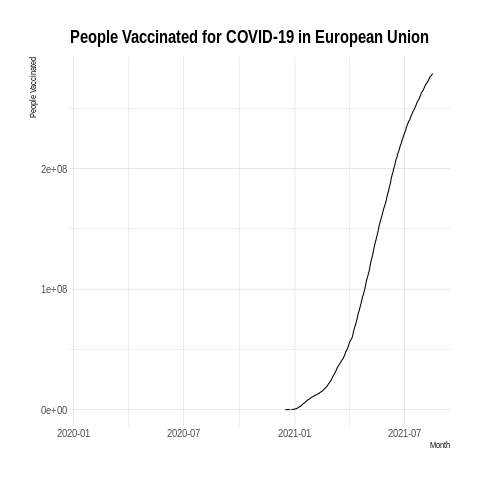 People Vaccinated for COVID-19 in European Union
People Vaccinated
2e+08
1e+08
0e+00
2020-01 2020-07 2021-01 2021-07
Month